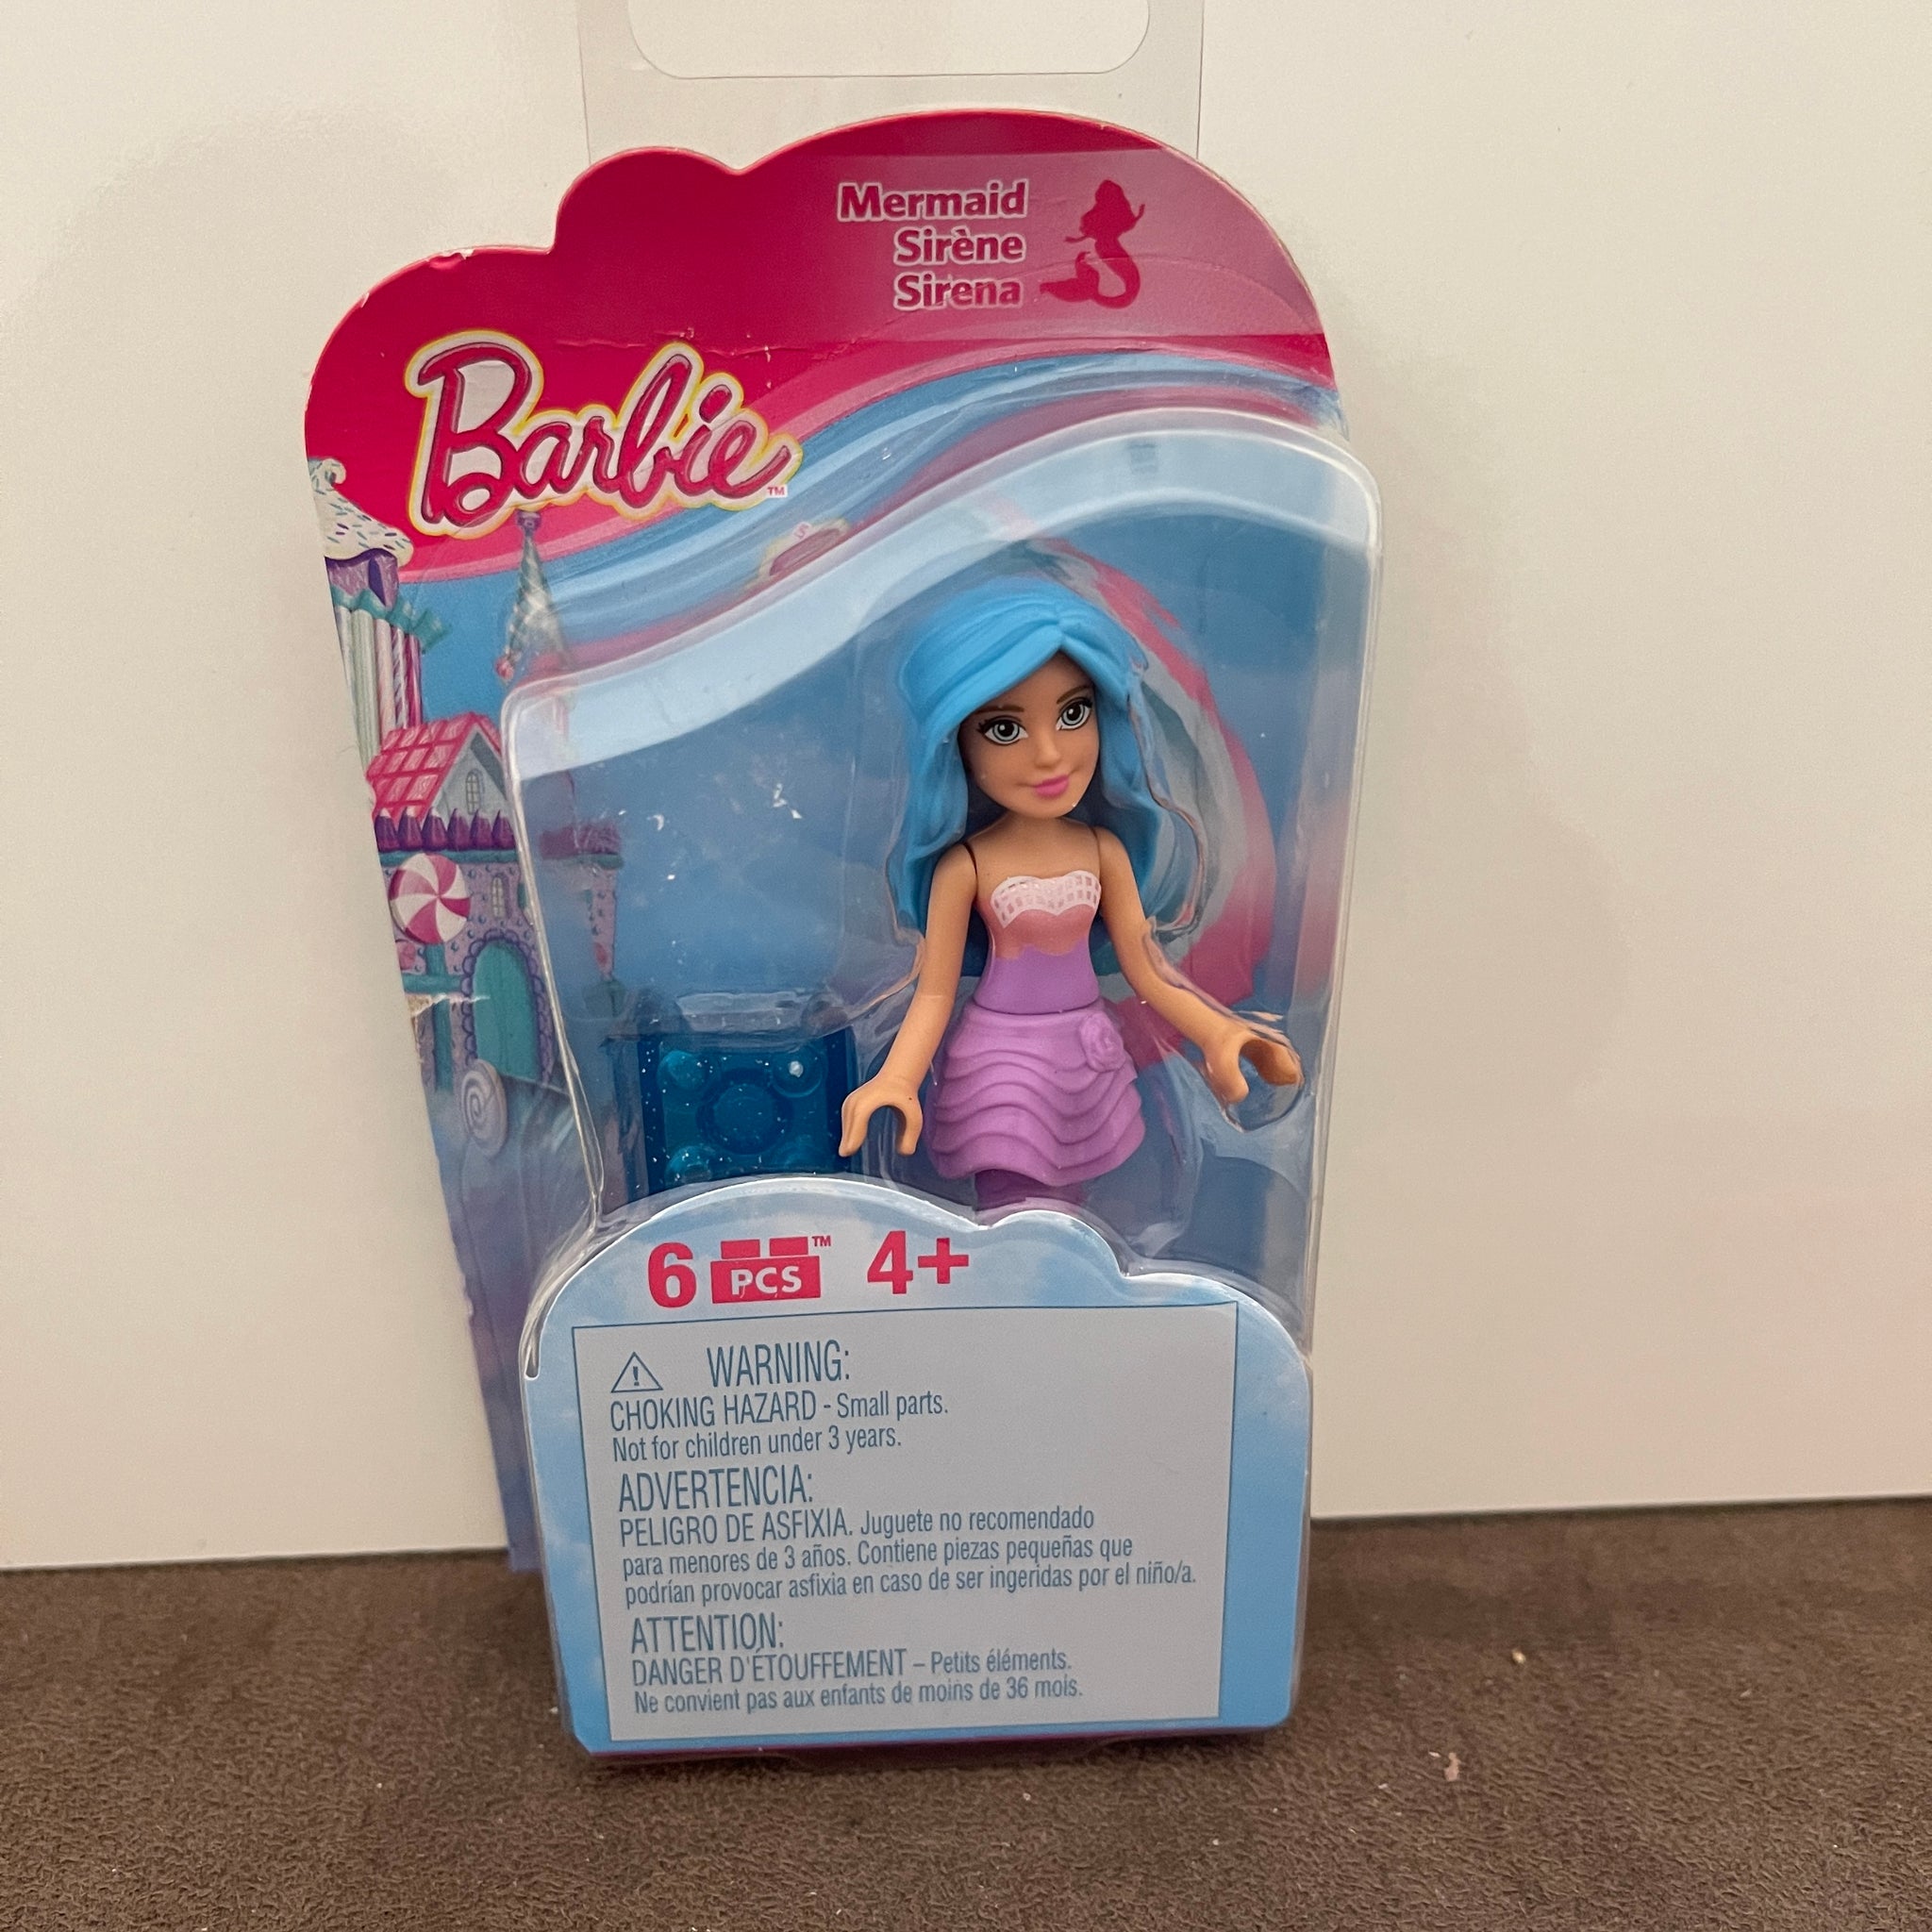 Mermaid
Sirène
Sirena
Barbie™
6 PCS™ 4+
WARNING:
CHOKING HAZARD - Small parts.
Not for children under 3 years.
ADVERTENCIA:
PELIGRO DE ASFIXIA. Juguete no recomendado
para menores de 3 años. Contiene piezas pequeñas que
podrían provocar asfixia en caso de ser ingeridas por el niño/a.
ATTENTION:
DANGER D'ÉTOUFFEMENT – Petits éléments.
Ne convient pas aux enfants de moins de 36 mois.